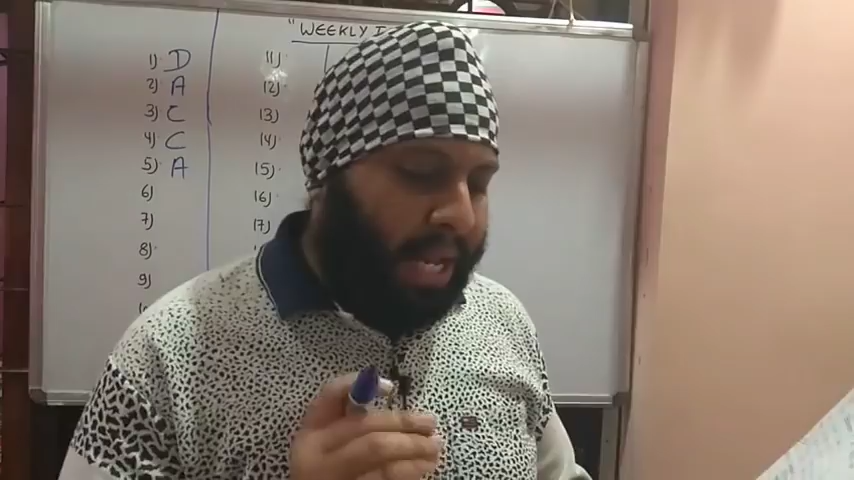 "WEEKLY
1) D
2) A
3) C
4) C
5) A
6)
7)
8)
9)
11)
12)
13)
14)
15)
16)
17)